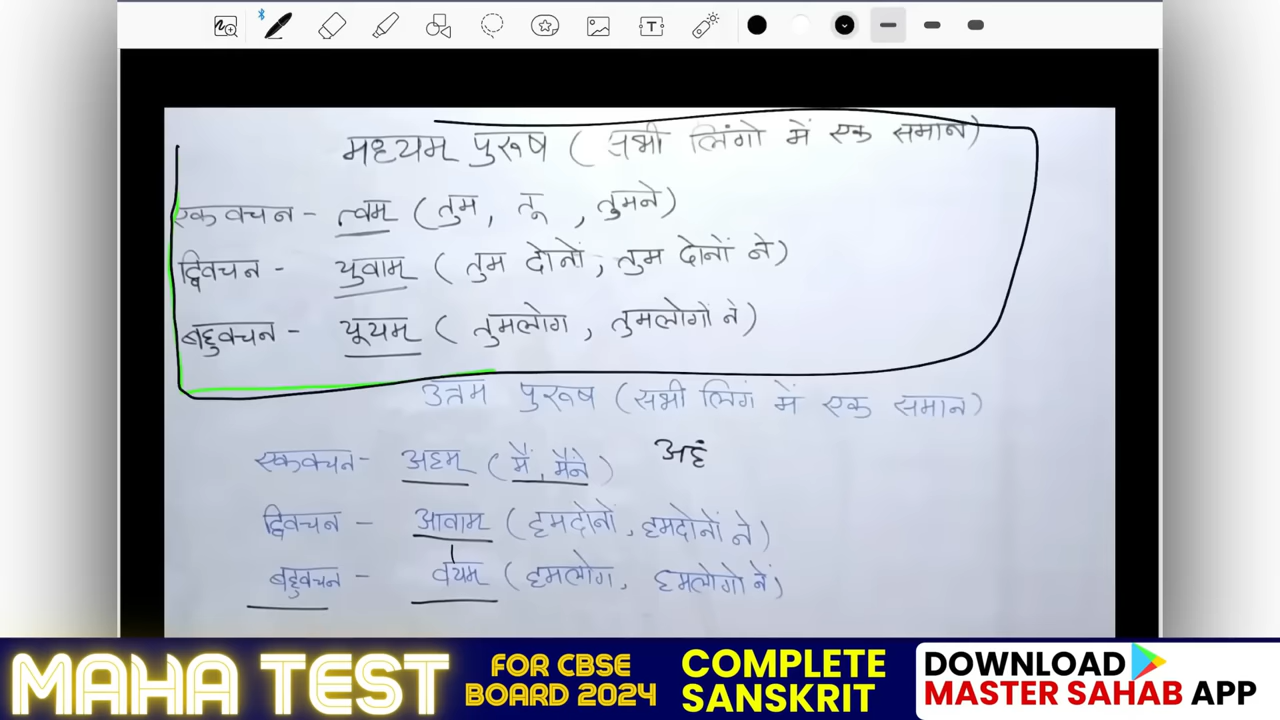 मध्यम पुरूष ( सभी लिंगो में एक समान)
एकवचन - त्वम् ( तुम, तू , तुमने)
द्विवचन - युवाम् ( तुम दोनों, तुम दोनों ने)
बहुवचन - यूयम् ( तुमलोग, तुमलोगों ने)
उत्तम पुरूष (सभी लिंग में एक समान)
एकवचन - अहम् ( मैं, मैंने) अहं
द्विवचन - आवाम् ( हमदोनो, हमदोनों ने)
बहुवचन - वयम् (हमलोग, हमलोगो ने)
MAHA TEST FOR CBSE BOARD 2024 COMPLETE SANSKRIT DOWNLOAD MASTER SAHAB APP